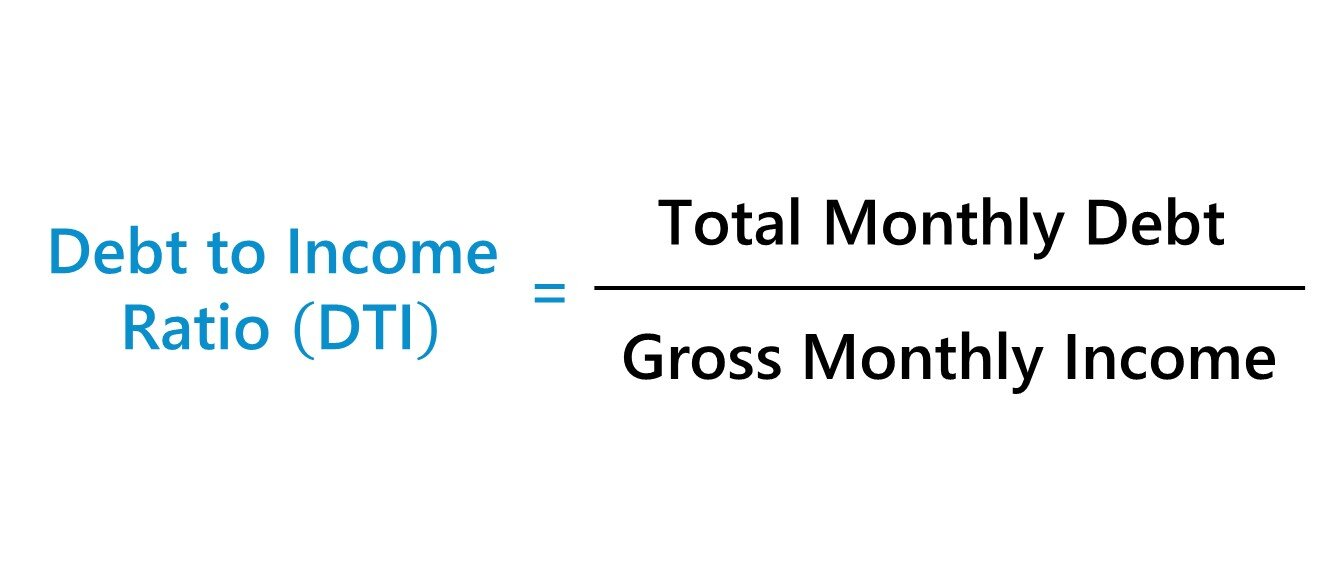 Debt to Income
Ratio (DTI)
=
Total Monthly Debt
Gross Monthly Income